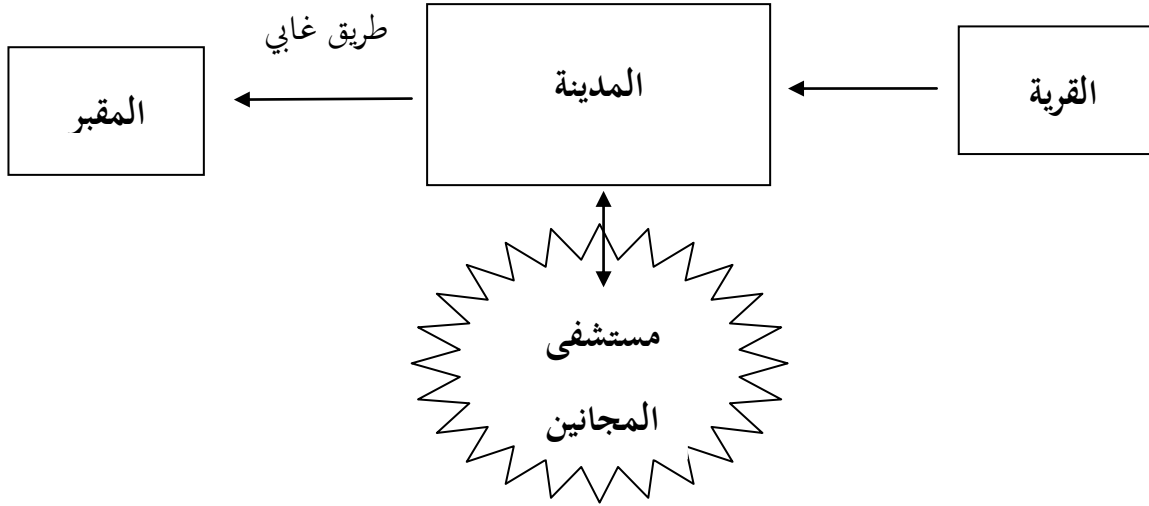 القرية
المدينة
طريق غابي
المقبر
مستشفى
المجانين